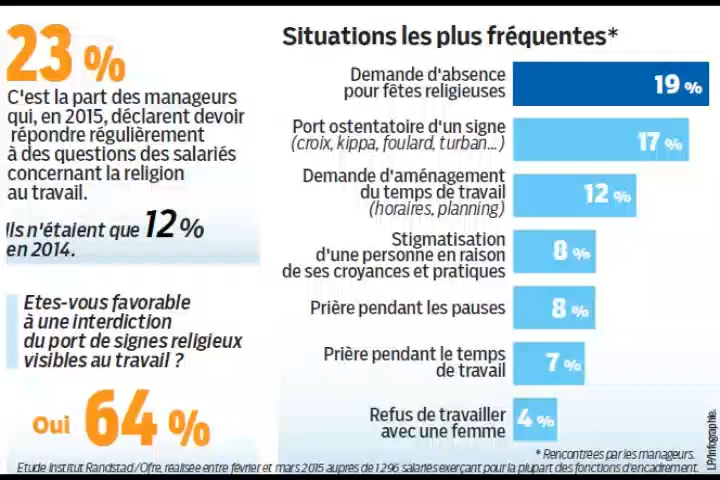 23 %
C'est la part des manageurs
qui, en 2015, déclarent devoir
répondre régulièrement
à des questions des salariés
concernant la religion
au travail.
Ils n'étaient que 12 %
en 2014.
Etes-vous favorable
à une interdiction
du port de signes religieux
visibles au travail ?
Oui 64 %
Situations les plus fréquentes*
Demande d'absence
pour fêtes religieuses
19 %
Port ostentatoire d'un signe
(croix, kippa, foulard, turban...)
17 %
Demande d'aménagement
du temps de travail
(horaires, planning)
12 %
Stigmatisation
d'une personne en raison
de ses croyances et pratiques
8 %
Prière pendant les pauses
8 %
Prière pendant le temps
de travail
7 %
Refus de travailler
avec une femme
4 %
* Rencontrées par les manageurs.
LP/Infographie.
Etude Institut Randstad/Ofre, réalisée entre février et mars 2015 auprès de 1 296 salariés exerçant pour la plupart des fonctions d'encadrement.